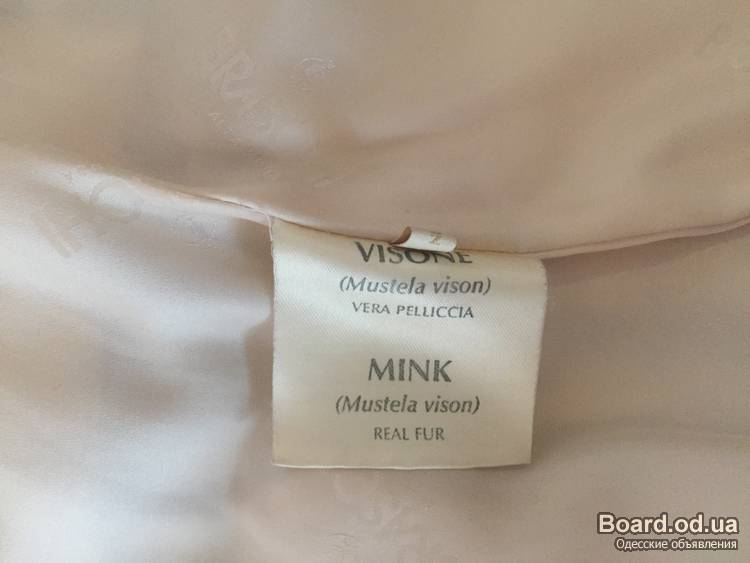 VISONE
(Mustela vison)
VERA PELLICCIA
MINK
(Mustela vison)
REAL FUR
Board.od.ua
Одесские объявления